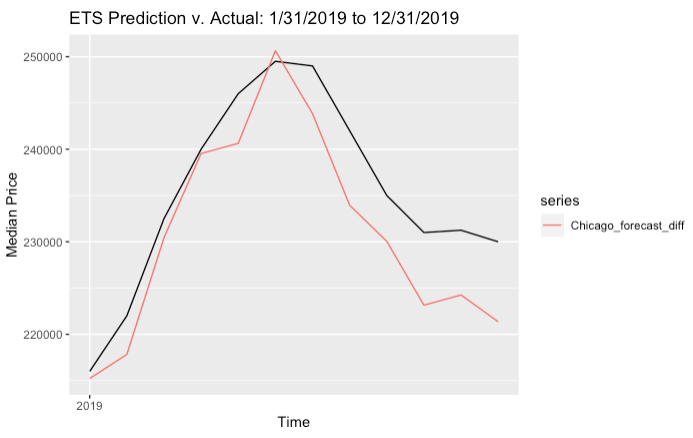 ETS Prediction v. Actual: 1/31/2019 to 12/31/2019
250000
240000
230000
220000
Median Price
2019
Time
series
Chicago_forecast_diff